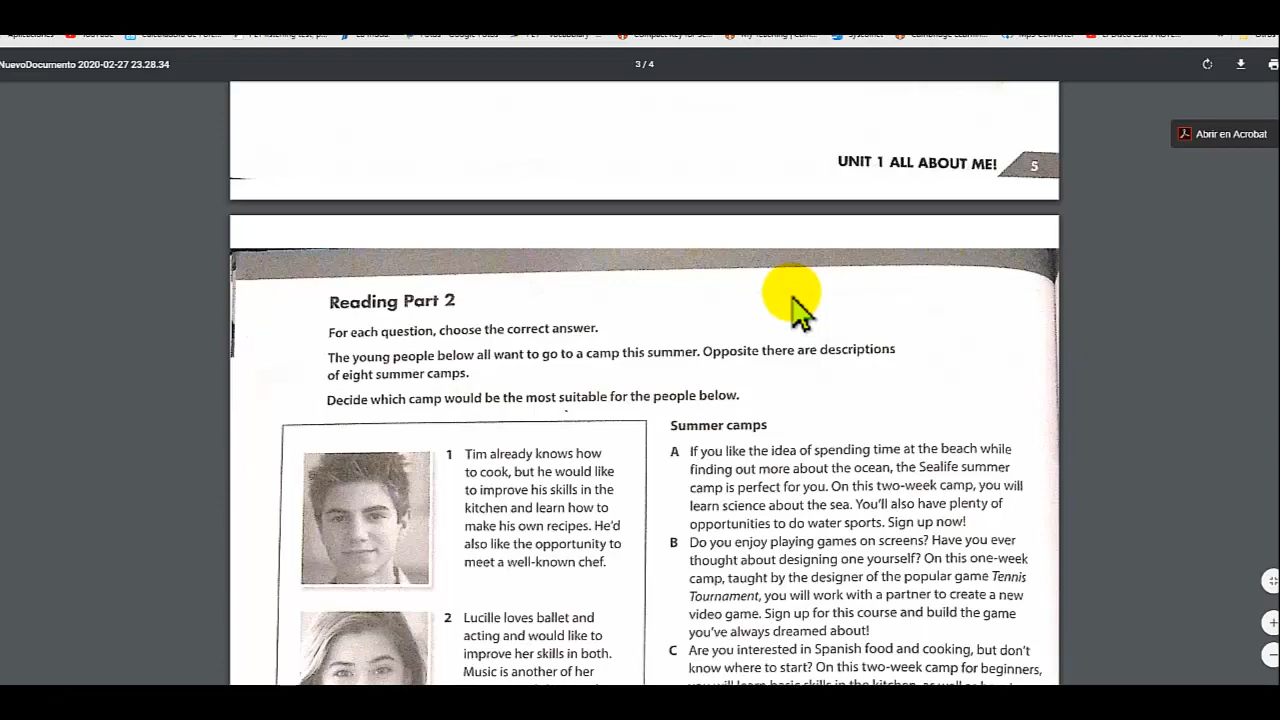 NuevoDocumento 2020-02-27 23.28.34
3 / 4
Abrir en Acrobat
UNIT 1 ALL ABOUT ME! 5
Reading Part 2
For each question, choose the correct answer.
The young people below all want to go to a camp this summer. Opposite there are descriptions
of eight summer camps.
Decide which camp would be the most suitable for the people below.
1 Tim already knows how
to cook, but he would like
to improve his skills in the
kitchen and learn how to
make his own recipes. He'd
also like the opportunity to
meet a well-known chef.
2 Lucille loves ballet and
acting and would like to
improve her skills in both.
Music is another of her
Summer camps
A If you like the idea of spending time at the beach while
finding out more about the ocean, the Sealife summer
camp is perfect for you. On this two-week camp, you will
learn science about the sea. You'll also have plenty of
opportunities to do water sports. Sign up now!
B Do you enjoy playing games on screens? Have you ever
thought about designing one yourself? On this one-week
camp, taught by the designer of the popular game Tennis
Tournament, you will work with a partner to create a new
video game. Sign up for this course and build the game
you've always dreamed about!
C Are you interested in Spanish food and cooking, but don't
know where to start? On this two-week camp for beginners,